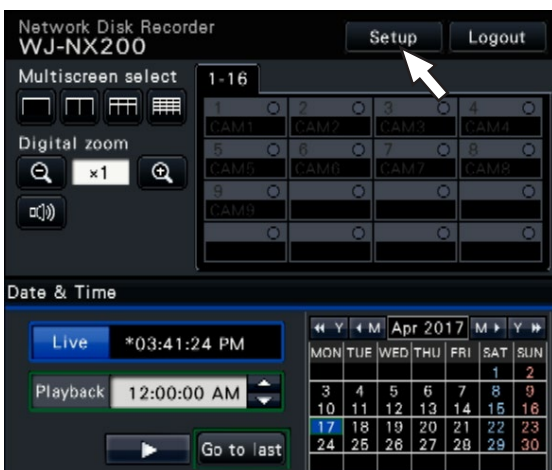 Network Disk Recorder
WJ-NX200
Setup
Logout
Multiscreen select
1-16
1 2 3 4
CAM1 CAM2 CAM3 CAM4
Digital zoom
5 6 7 8
×1
CAM5 CAM6 CAM7 CAM8
9
CAM9
Date & Time
Y M Apr 2017 M Y
Live *03:41:24 PM
MON TUE WED THU FRI SAT SUN
1 2
Playback 12:00:00 AM
3 4 5 6 7 8 9
10 11 12 13 14 15 16
17 18 19 20 21 22 23
Go to last
24 25 26 27 28 29 30